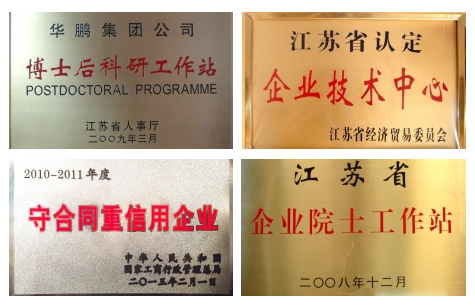 华鹏集团公司
博士后科研工作站
POSTDOCTORAL PROGRAMME
江苏省人事厅
二〇〇九年三月
江苏省认定
企业技术中心
江苏省经济贸易委员会
2010-2011年度
守合同重信用企业
中华人民共和国
国家工商行政管理总局
二〇一三年二月一日
江苏省
企业院士工作站
二〇〇八年十二月